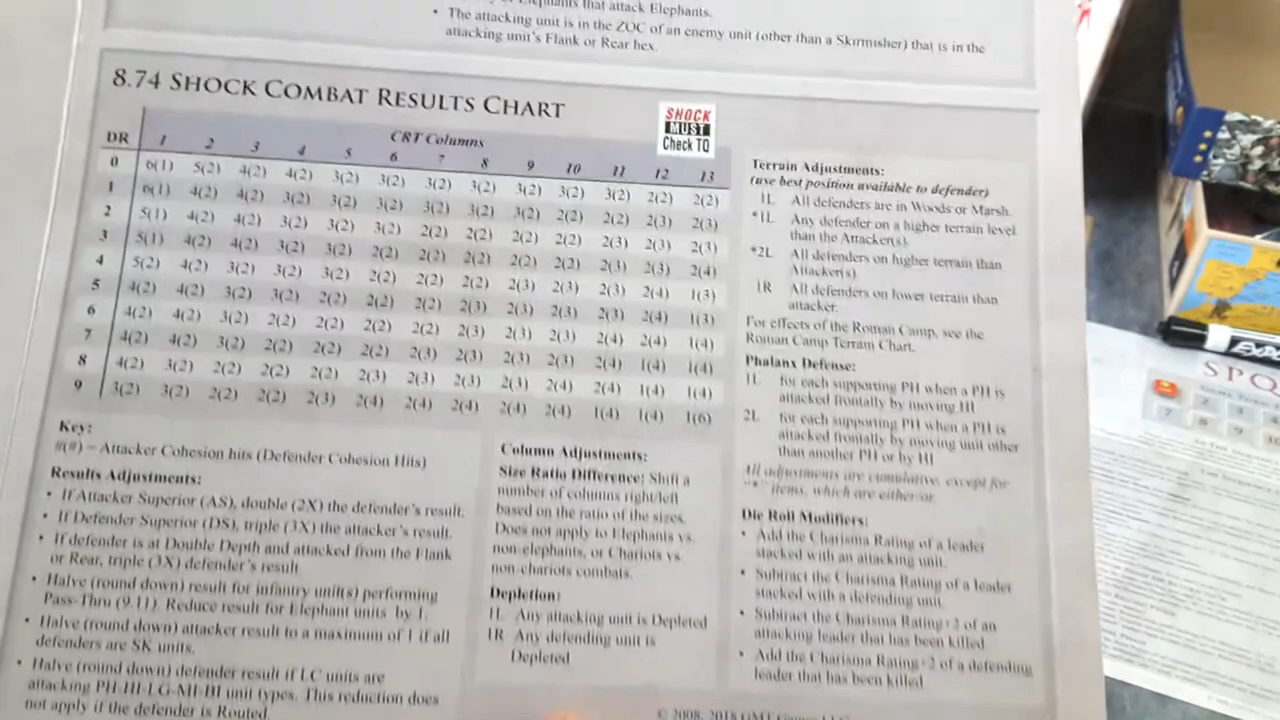 that attack Elephants.
• The attacking unit is in the ZOC of an enemy unit (other than a Skirmisher) that is in the
attacking unit's Flank or Rear hex.
8.74 SHOCK COMBAT RESULTS CHART
SHOCK
MUST
Check TQ
CRT Columns
DR 1 2 3 4 5 6 7 8 9 10 11 12 13
0 6(1) 5(2) 4(2) 4(2) 3(2) 3(2) 3(2) 3(2) 3(2) 3(2) 3(2) 2(2) 2(2)
1 6(1) 4(2) 4(2) 3(2) 3(2) 3(2) 3(2) 3(2) 3(2) 2(2) 2(2) 2(3) 2(3)
2 5(1) 4(2) 4(2) 3(2) 3(2) 3(2) 2(2) 2(2) 2(2) 2(2) 2(3) 2(3) 2(3)
3 5(1) 4(2) 4(2) 3(2) 3(2) 2(2) 2(2) 2(2) 2(2) 2(2) 2(3) 2(3) 2(4)
4 5(2) 4(2) 3(2) 3(2) 3(2) 2(2) 2(2) 2(2) 2(3) 2(3) 2(3) 2(4) 1(3)
5 4(2) 4(2) 3(2) 3(2) 2(2) 2(2) 2(2) 2(3) 2(3) 2(3) 2(3) 2(4) 1(3)
6 4(2) 4(2) 3(2) 2(2) 2(2) 2(2) 2(2) 2(3) 2(3) 2(3) 2(4) 2(4) 1(4)
7 4(2) 4(2) 3(2) 2(2) 2(2) 2(2) 2(3) 2(3) 2(3) 2(3) 2(4) 1(4) 1(4)
8 4(2) 3(2) 2(2) 2(2) 2(2) 2(3) 2(3) 2(3) 2(3) 2(4) 2(4) 1(4) 1(4)
9 3(2) 3(2) 2(2) 2(2) 2(3) 2(4) 2(4) 2(4) 2(4) 2(4) 1(4) 1(4) 1(6)
Key:
#(#) = Attacker Cohesion hits (Defender Cohesion Hits)
Results Adjustments:
• If Attacker Superior (AS), double (2X) the defender's result.
• If Defender Superior (DS), triple (3X) the attacker's result.
• If defender is at Double Depth and attacked from the Flank
or Rear, triple (3X) defender's result
• Halve (round down) result for infantry unit(s) performing
Pass-Thru (9.11). Reduce result for Elephant units by 1.
• Halve (round down) attacker result to a maximum of 1 if all
defenders are SK units.
• Halve (round down) defender result if LC units are
attacking PH-HI-LG-MI-BI unit types. This reduction does
not apply if the defender is Routed.
Column Adjustments:
Size Ratio Difference: Shift a
number of columns right/left
based on the ratio of the sizes.
Does not apply to Elephants vs.
non-elephants, or Chariots vs.
non-chariots combats.
Depletion:
1L Any attacking unit is Depleted
1R Any defending unit is
Depleted
Terrain Adjustments:
(use best position available to defender)
1L All defenders are in Woods or Marsh.
*1L Any defender on a higher terrain level
than the Attacker(s).
*2L All defenders on higher terrain than
Attacker(s)
1R All defenders on lower terrain than
attacker.
For effects of the Roman Camp, see the
Roman Camp Terrain Chart.
Phalanx Defense:
1L for each supporting PH when a PH is
attacked frontally by moving HI
2L for each supporting PH when a PH is
attacked frontally by moving unit other
than another PH or by HI
All adjustments are cumulative, except for
"*" items, which are either/or.
Die Roll Modifiers:
• Add the Charisma Rating of a leader
stacked with an attacking unit.
• Subtract the Charisma Rating of a leader
stacked with a defending unit.
• Subtract the Charisma Rating+2 of an
attacking leader that has been killed.
• Add the Charisma Rating+2 of a defending
leader that has been killed
© 2008, 2018 GMT Games, LLC
EXPO
SPQ